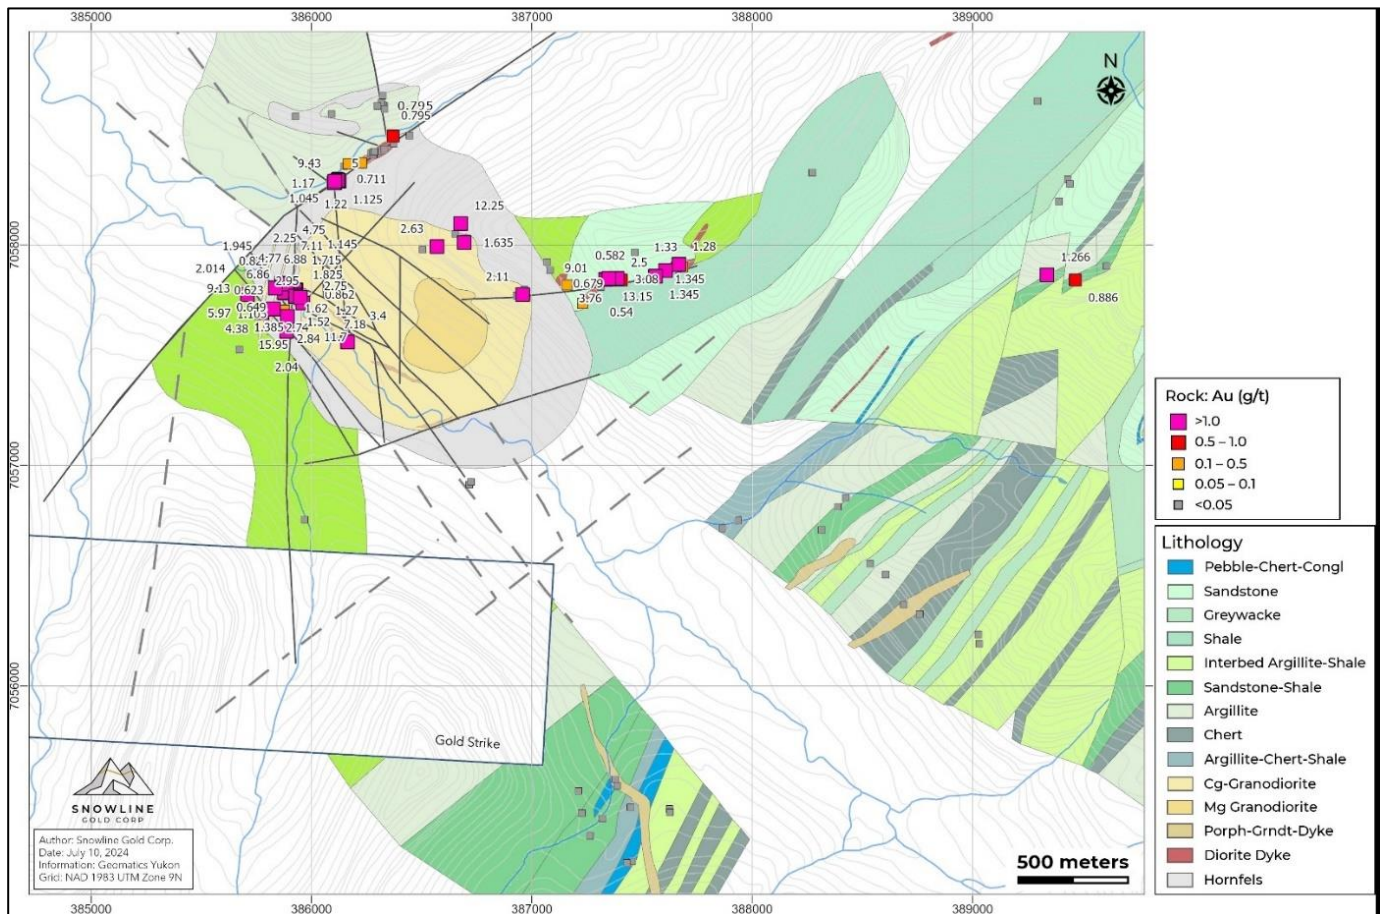 385000 386000 387000 388000 389000
N
0.795
0.795
9.43 5
1.17 0.711
1.045 1.22 1.125
12.25
4.75 2.63
2.25 7.11 1.145 1.635
7058000
1.945
4.77 6.88 1.715
2.014 6.86 1.825
2.95 2.75
9.13 0.623 0.862
0.649 1.62 1.27
5.97 3.4
4.38 1.385 2.74 1.52 7.18
15.95 2.84 11.7
2.04
2.11
9.01 0.582 1.33 1.28
0.679 2.5
3.08 1.345
3.76 13.15 1.345
0.54
1.266
0.886
7057000
7056000
Gold Strike
Rock: Au (g/t)
>1.0
0.5 – 1.0
0.1 – 0.5
0.05 – 0.1
<0.05
Lithology
Pebble-Chert-Congl
Sandstone
Greywacke
Shale
Interbed Argillite-Shale
Sandstone-Shale
Argillite
Chert
Argillite-Chert-Shale
Cg-Granodiorite
Mg Granodiorite
Porph-Grndt-Dyke
Diorite Dyke
Hornfels
SNOWLINE
GOLD CORP
Author: Snowline Gold Corp.
Date: July 10, 2024
Information: Geomatics Yukon
Grid: NAD 1983 UTM Zone 9N
500 meters
385000 386000 387000 388000 389000